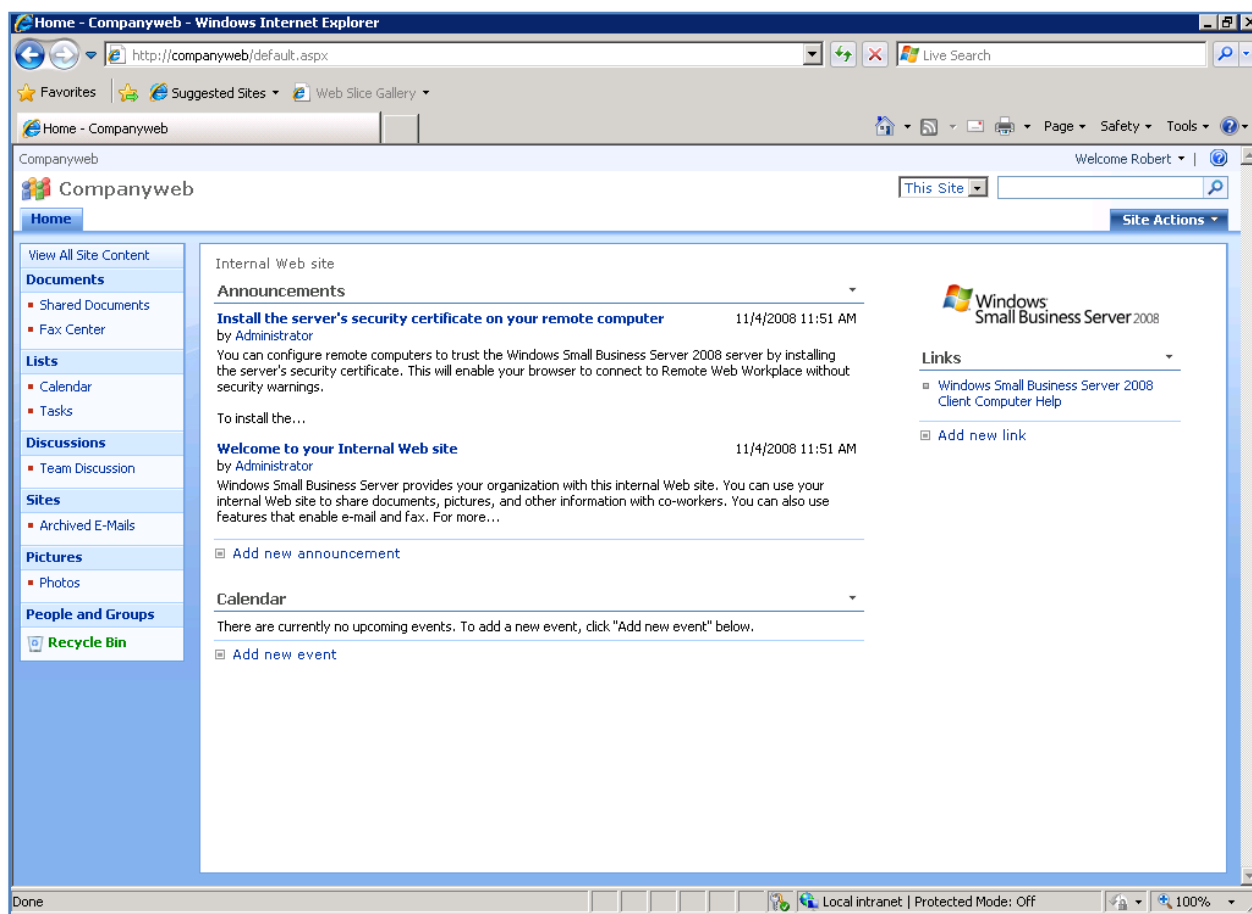 Home - Companyweb - Windows Internet Explorer
http://companyweb/default.aspx
Live Search
Favorites
Suggested Sites
Web Slice Gallery
Home - Companyweb
Page
Safety
Tools
Companyweb
Welcome Robert
Companyweb
This Site
Home
Site Actions
View All Site Content
Documents
Shared Documents
Fax Center
Lists
Calendar
Tasks
Discussions
Team Discussion
Sites
Archived E-Mails
Pictures
Photos
People and Groups
Recycle Bin
Internal Web site
Announcements
Install the server's security certificate on your remote computer 11/4/2008 11:51 AM
by Administrator
You can configure remote computers to trust the Windows Small Business Server 2008 server by installing
the server's security certificate. This will enable your browser to connect to Remote Web Workplace without
security warnings.
To install the...
Welcome to your Internal Web site 11/4/2008 11:51 AM
by Administrator
Windows Small Business Server provides your organization with this internal Web site. You can use your
internal Web site to share documents, pictures, and other information with co-workers. You can also use
features that enable e-mail and fax. For more...
Add new announcement
Calendar
There are currently no upcoming events. To add a new event, click "Add new event" below.
Add new event
Windows
Small Business Server 2008
Links
Windows Small Business Server 2008
Client Computer Help
Add new link
Done
Local intranet | Protected Mode: Off
100%